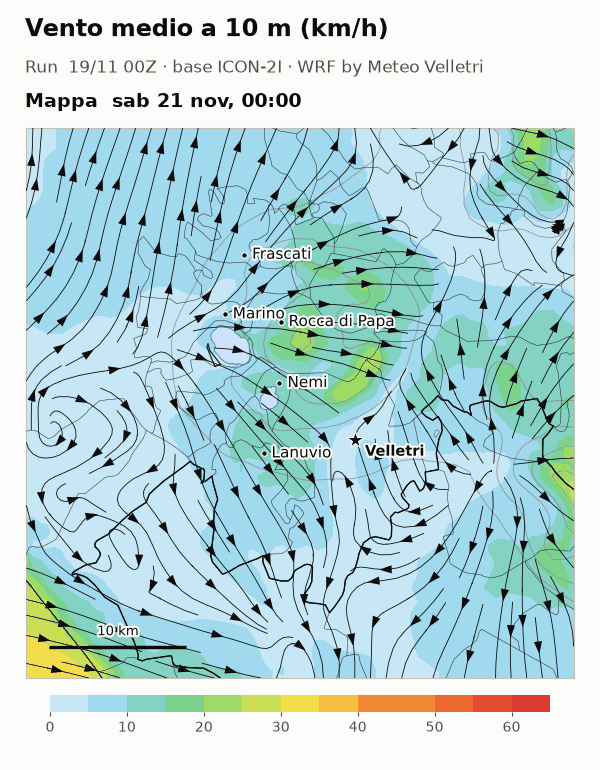 Vento medio a 10 m (km/h)
Run  19/11 00Z · base ICON-2I · WRF by Meteo Velletri
Mappa  sab 21 nov, 00:00
Frascati
Marino
Rocca di Papa
Nemi
Velletri
Lanuvio
10 km
0 10 20 30 40 50 60